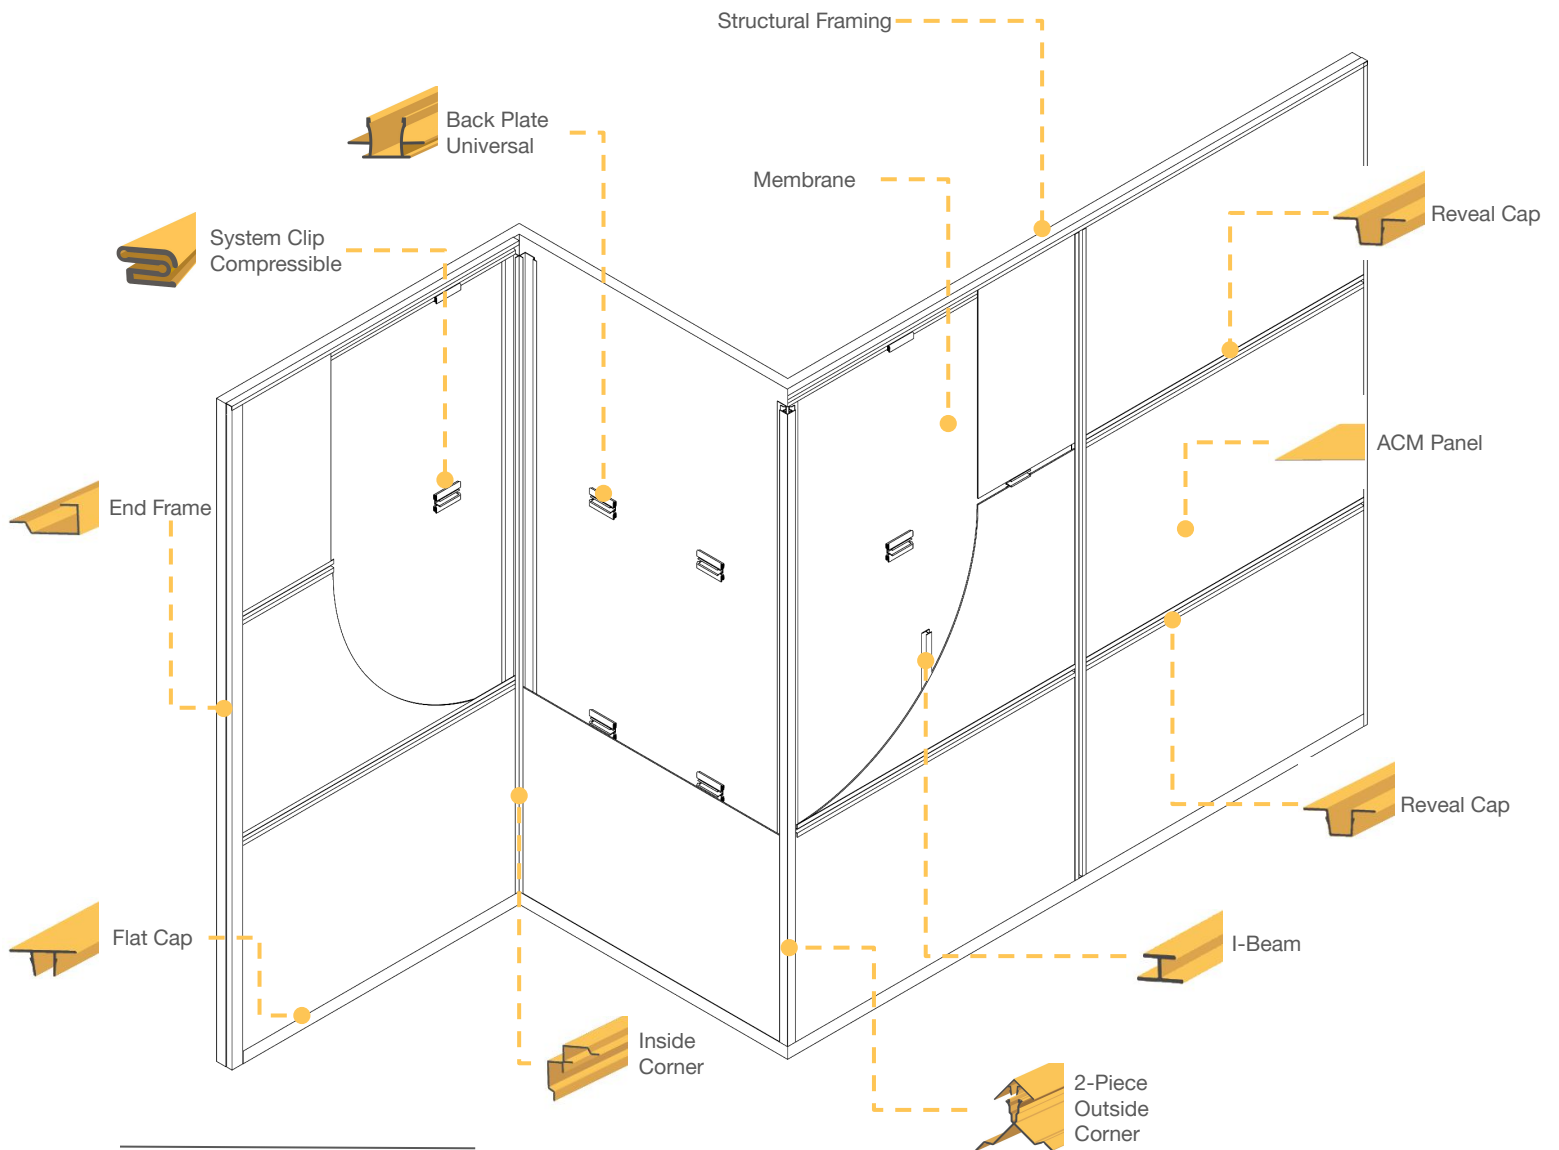 Structural Framing
Back Plate
Universal
Membrane
Reveal Cap
System Clip
Compressible
ACM Panel
End Frame
Reveal Cap
Flat Cap
I-Beam
Inside
Corner
2-Piece
Outside
Corner